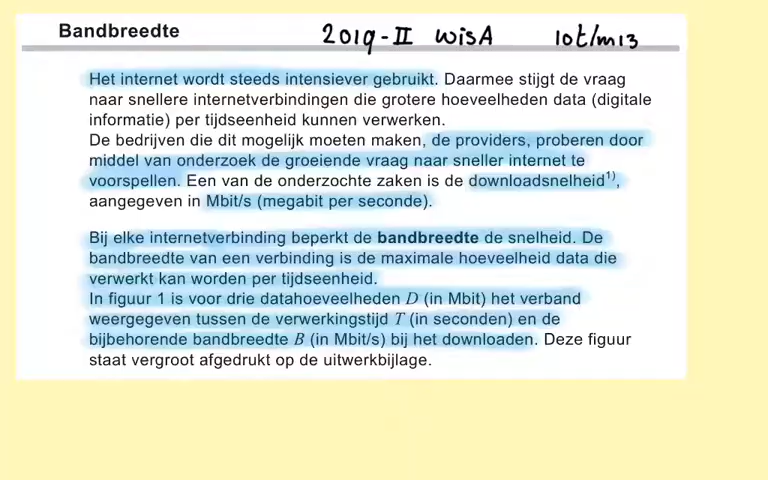 Bandbreedte 2019-II wisA 10t/m13
Het internet wordt steeds intensiever gebruikt. Daarmee stijgt de vraag
naar snellere internetverbindingen die grotere hoeveelheden data (digitale
informatie) per tijdseenheid kunnen verwerken.
De bedrijven die dit mogelijk moeten maken, de providers, proberen door
middel van onderzoek de groeiende vraag naar sneller internet te
voorspellen. Een van de onderzochte zaken is de downloadsnelheid¹⁾,
aangegeven in Mbit/s (megabit per seconde).
Bij elke internetverbinding beperkt de bandbreedte de snelheid. De
bandbreedte van een verbinding is de maximale hoeveelheid data die
verwerkt kan worden per tijdseenheid.
In figuur 1 is voor drie datahoeveelheden D (in Mbit) het verband
weergegeven tussen de verwerkingstijd T (in seconden) en de
bijbehorende bandbreedte B (in Mbit/s) bij het downloaden. Deze figuur
staat vergroot afgedrukt op de uitwerkbijlage.